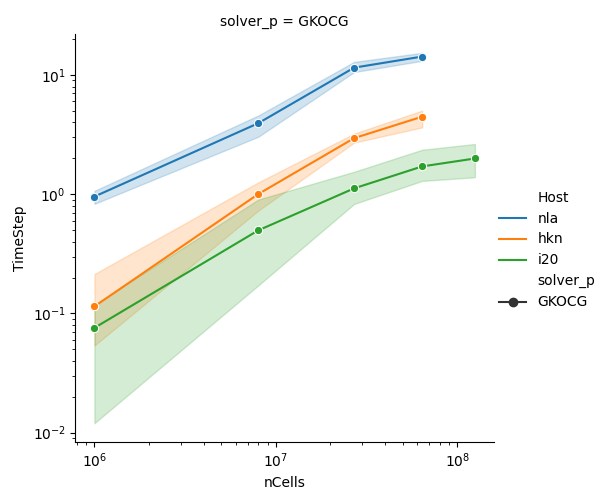 solver_p = GKOCG
TimeStep
10¹
10⁰
10⁻¹
10⁻²
10⁶
10⁷
10⁸
nCells
Host
nla
hkn
i20
solver_p
GKOCG